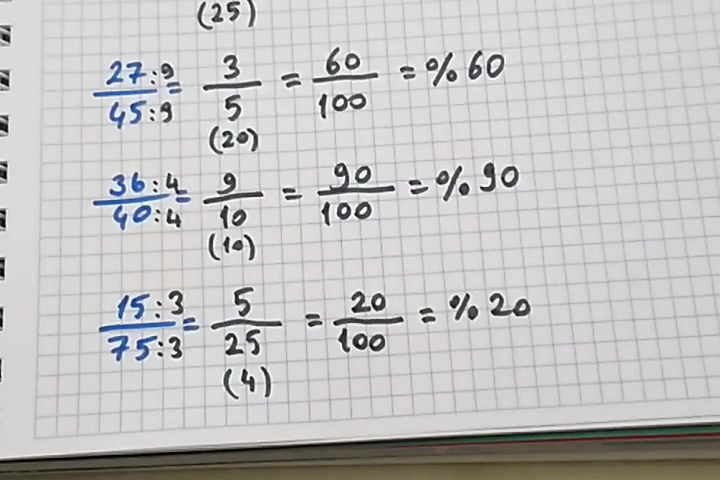 (25)
27:9/45:9 = 3/5 = 60/100 = %60
(20)
36:4/40:4 = 9/10 = 90/100 = %90
(10)
15:3/75:3 = 5/25 = 20/100 = %20
(4)